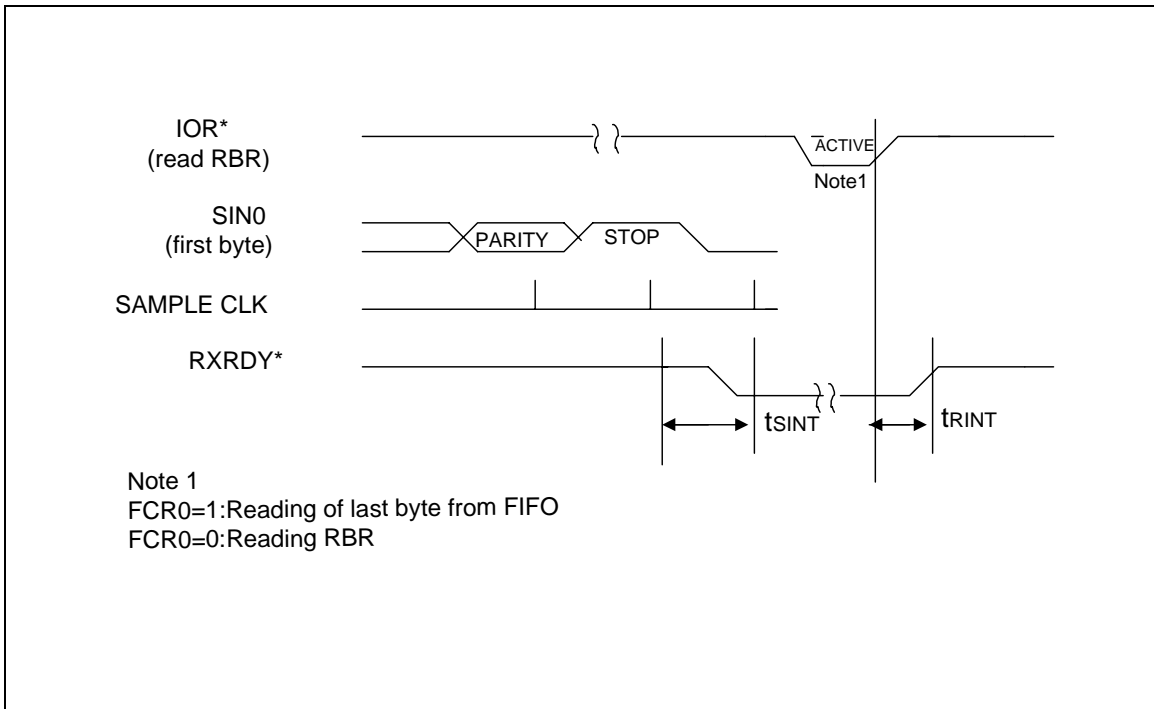 IOR*
(read RBR)
ACTIVE
Note1
SIN0
(first byte)
PARITY
STOP
SAMPLE CLK
RXRDY*
tSINT
tRINT
Note 1
FCR0=1:Reading of last byte from FIFO
FCR0=0:Reading RBR